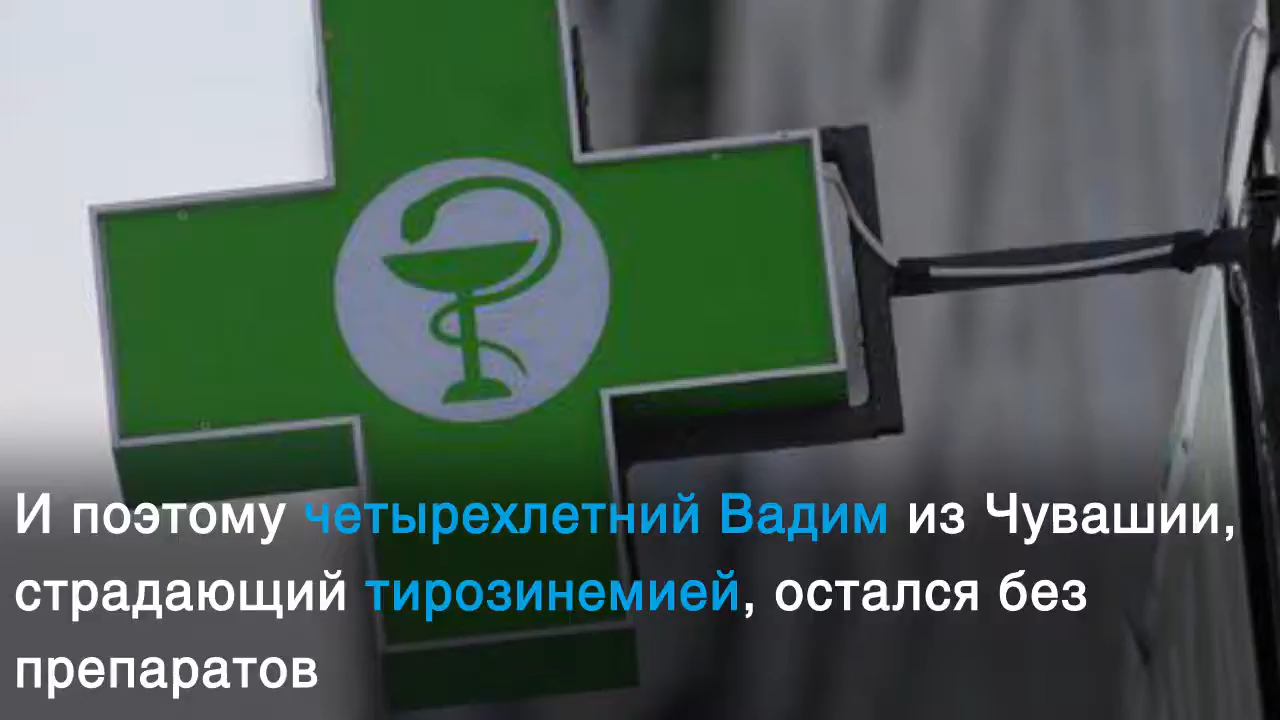 И поэтому четырехлетний Вадим из Чувашии,
страдающий тирозинемией, остался без
препаратов